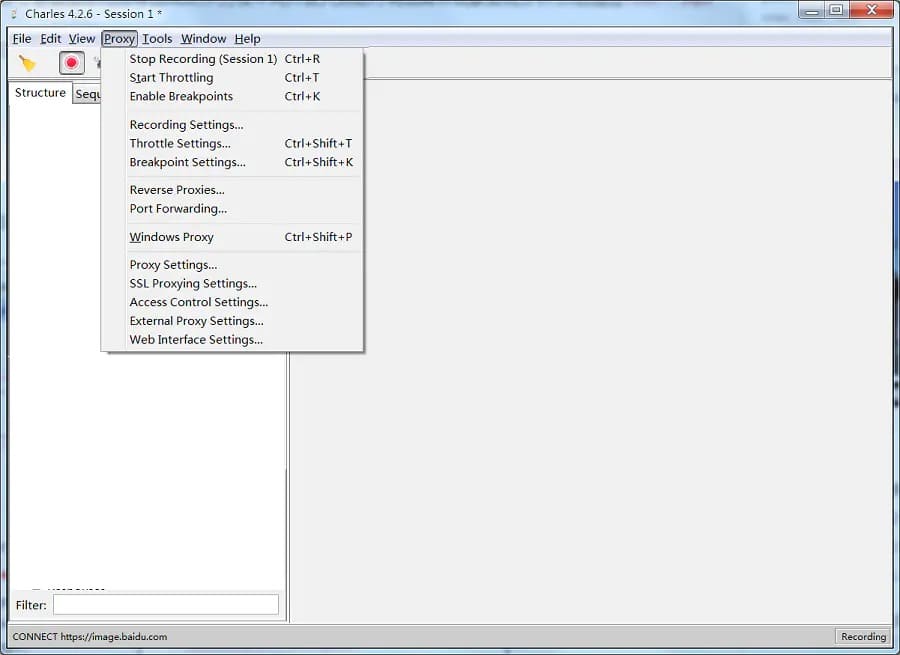 Charles 4.2.6 - Session 1 *
File Edit View Proxy Tools Window Help
Stop Recording (Session 1) Ctrl+R
Start Throttling Ctrl+T
Enable Breakpoints Ctrl+K
Structure Sequ
Recording Settings...
Throttle Settings... Ctrl+Shift+T
Breakpoint Settings... Ctrl+Shift+K
Reverse Proxies...
Port Forwarding...
Windows Proxy Ctrl+Shift+P
Proxy Settings...
SSL Proxying Settings...
Access Control Settings...
External Proxy Settings...
Web Interface Settings...
Filter:
CONNECT https://image.baidu.com Recording